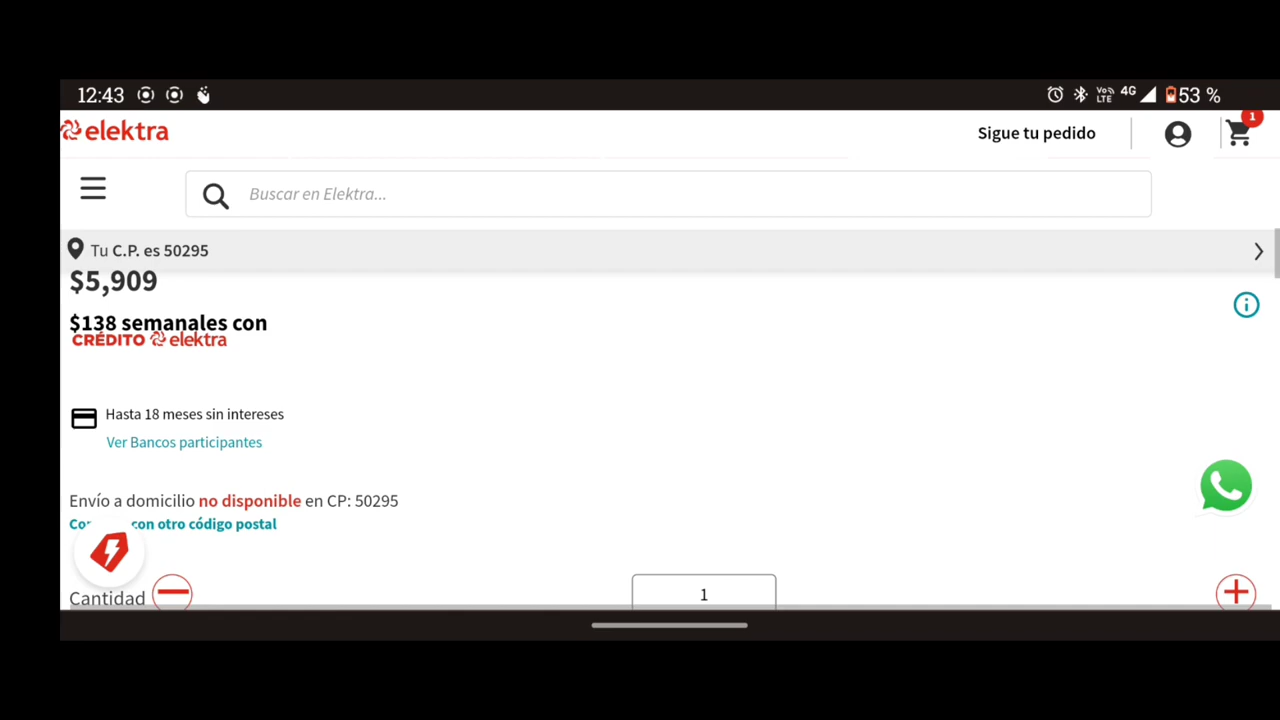 12:43 4G 53 %
elektra
Sigue tu pedido
1
Buscar en Elektra...
Tu C.P. es 50295
$5,909
$138 semanales con
CRÉDITO elektra
Hasta 18 meses sin intereses
Ver Bancos participantes
Envío a domicilio no disponible en CP: 50295
con otro código postal
Cantidad
1